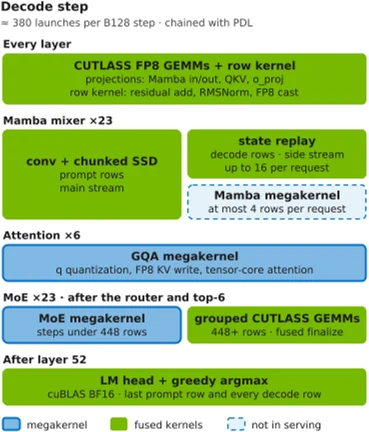 Decode step
≈ 380 launches per B128 step · chained with PDL
Every layer
CUTLASS FP8 GEMMs + row kernel
projections: Mamba in/out, QKV, o_proj
row kernel: residual add, RMSNorm, FP8 cast
Mamba mixer ×23
conv + chunked SSD
prompt rows
main stream
state replay
decode rows · side stream
up to 16 per request
Mamba megakernel
at most 4 rows per request
Attention ×6
GQA megakernel
q quantization, FP8 KV write, tensor-core attention
MoE ×23 · after the router and top-6
MoE megakernel
steps under 448 rows
grouped CUTLASS GEMMs
448+ rows · fused finalize
After layer 52
LM head + greedy argmax
cuBLAS BF16 · last prompt row and every decode row
megakernel
fused kernels
not in serving